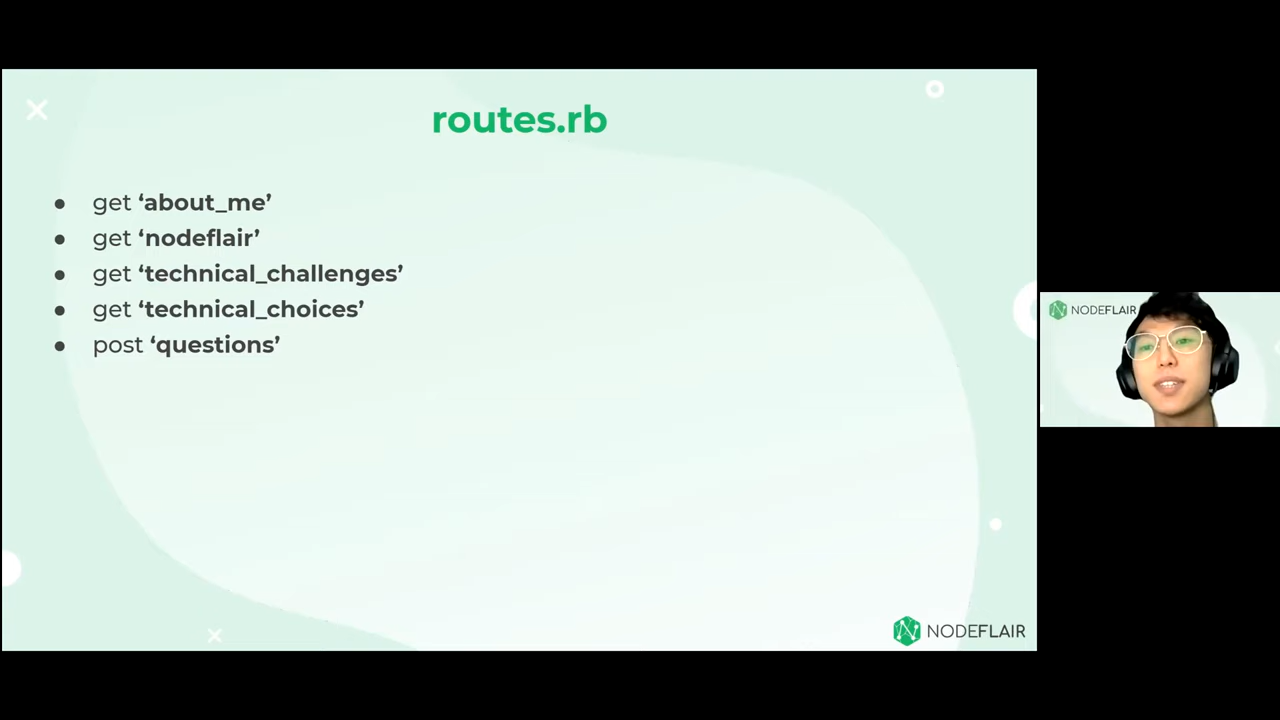 routes.rb
● get ‘about_me’
● get ‘nodeflair’
● get ‘technical_challenges’
● get ‘technical_choices’
● post ‘questions’
NODEFLAIR
NODEFLAIR